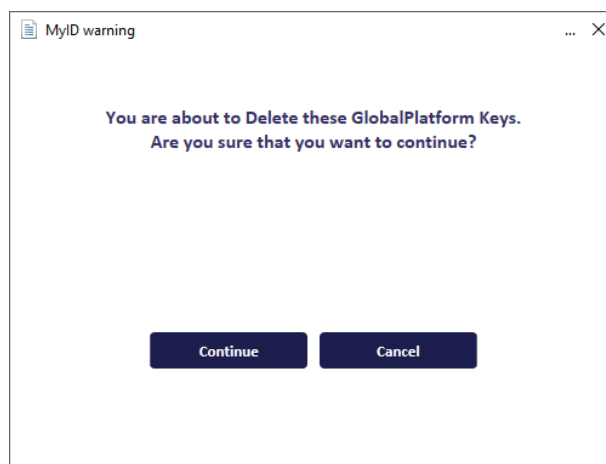 MyID warning
...
You are about to Delete these GlobalPlatform Keys.
Are you sure that you want to continue?
Continue
Cancel